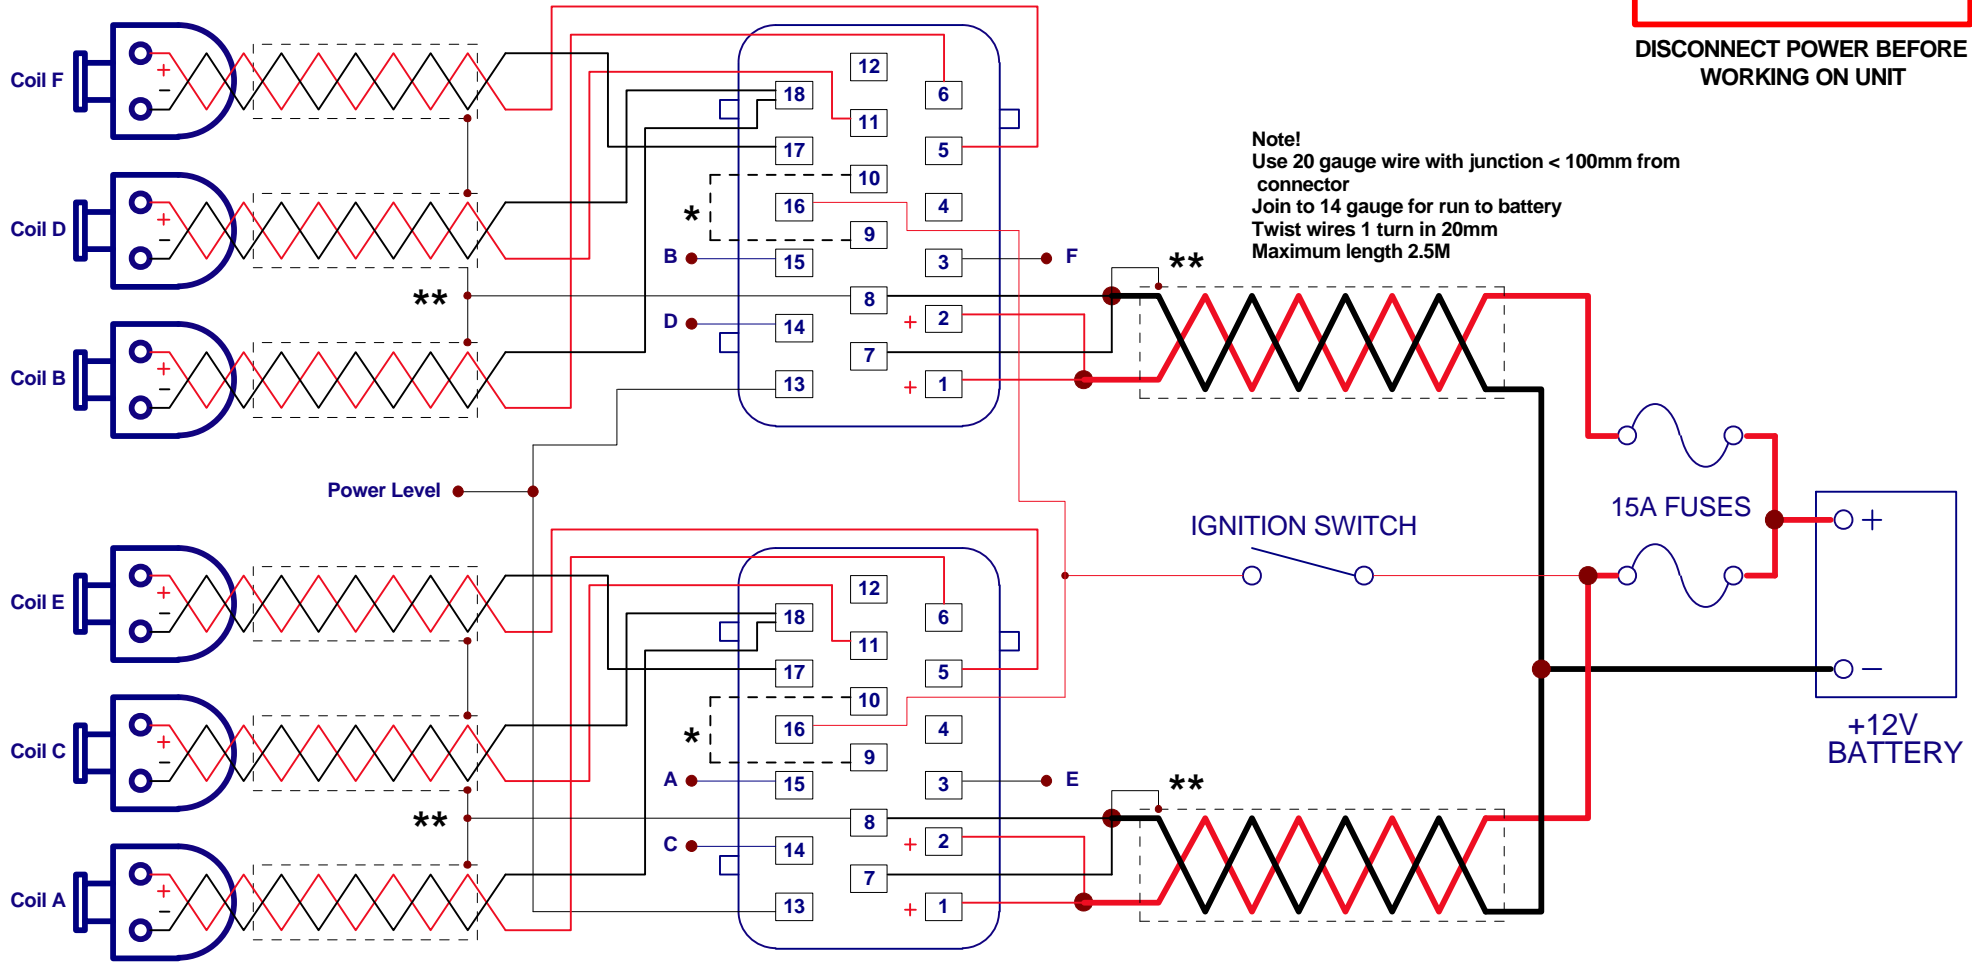 DISCONNECT POWER BEFORE
WORKING ON UNIT
Note!
Use 20 gauge wire with junction < 100mm from
connector
Join to 14 gauge for run to battery
Twist wires 1 turn in 20mm
Maximum length 2.5M
Coil F
+
−
Coil D
+
−
Coil B
+
−
12
18
6
11
17
5
10
16
4
*
9
B
15
3
F
**
**
8
+ 2
D
14
7
13
+ 1
Power Level
15A FUSES
IGNITION SWITCH
+
−
+12V
BATTERY
Coil E
+
−
Coil C
+
−
Coil A
+
−
12
18
6
11
17
5
10
16
4
*
9
A
15
3
E
**
**
8
+ 2
C
14
7
13
+ 1